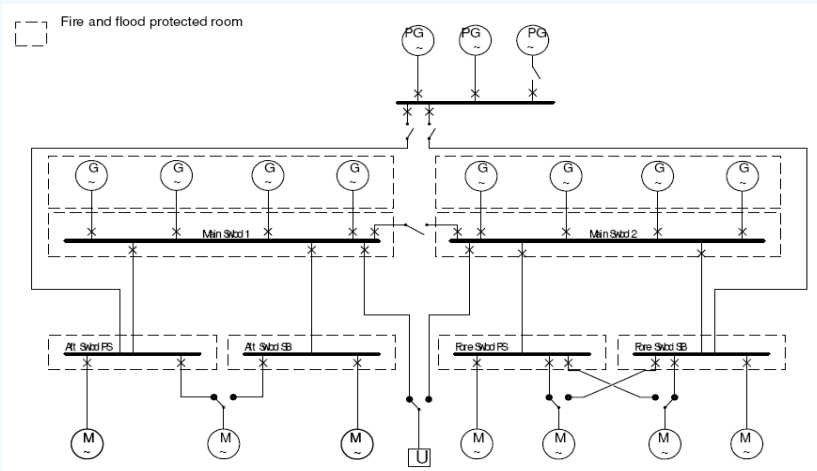 Fire and flood protected room
PG ~
PG ~
PG ~
G ~
G ~
G ~
G ~
G ~
G ~
G ~
G ~
Main Swbd 1
Main Swbd 2
Aft Swbd PS
Aft Swbd SB
Fore Swbd PS
Fore Swbd SB
M ~
M ~
M ~
M ~
M ~
M ~
M ~
U